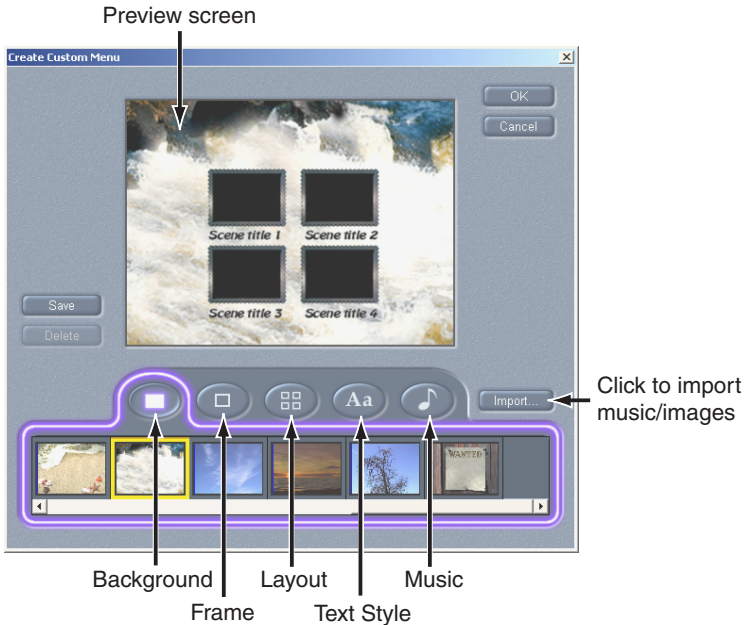 Preview screen
Create Custom Menu
OK
Cancel
Scene title 1 Scene title 2
Scene title 3 Scene title 4
Save
Delete
Aa
Import...
Click to import
music/images
WANTED
Background
Layout
Music
Frame
Text Style